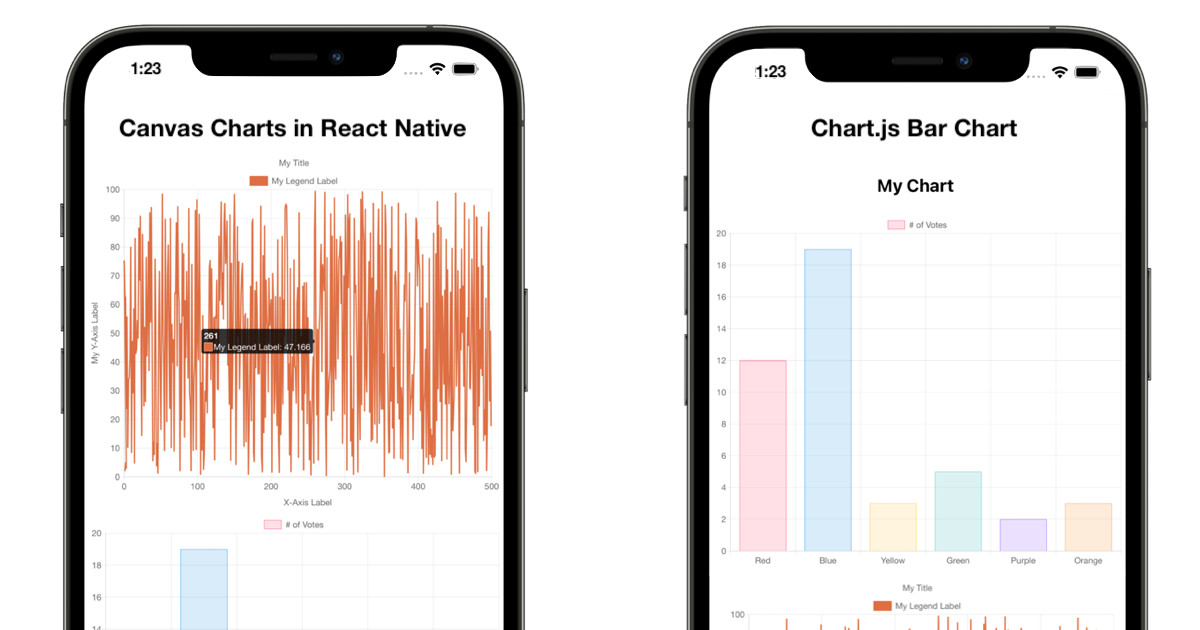 1:23
Canvas Charts in React Native
My Title
My Legend Label
100
90
80
70
60
50
40
30
20
10
0
My Y-Axis Label
261
My Legend Label: 47.166
0 100 200 300 400 500
X-Axis Label
# of Votes
20
18
16
14
1:23
Chart.js Bar Chart
My Chart
# of Votes
20
18
16
14
12
10
8
6
4
2
0
Red Blue Yellow Green Purple Orange
My Title
My Legend Label
100